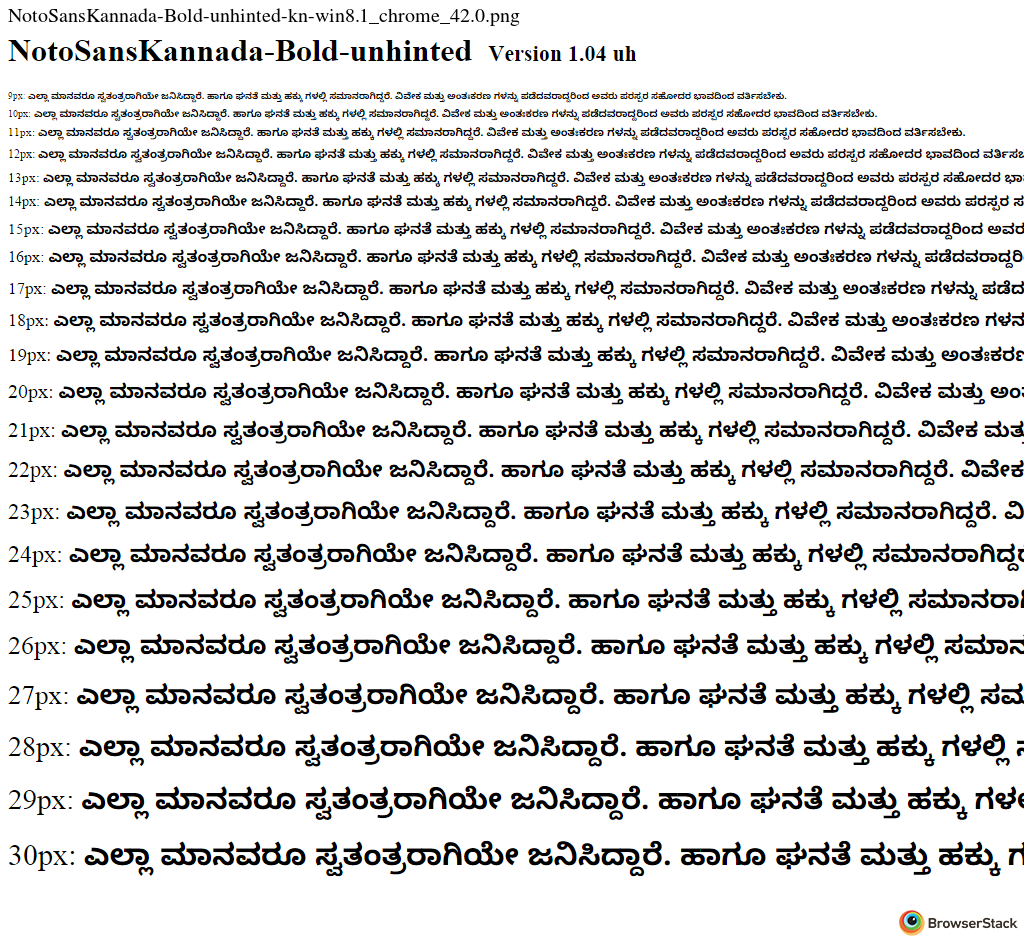 NotoSansKannada-Bold-unhinted-kn-win8.1_chrome_42.0.png
NotoSansKannada-Bold-unhinted Version 1.04 uh
9px: ಎಲ್ಲಾ ಮಾನವರೂ ಸ್ವತಂತ್ರರಾಗಿಯೇ ಜನಿಸಿದ್ದಾರೆ. ಹಾಗೂ ಘನತೆ ಮತ್ತು ಹಕ್ಕು ಗಳಲ್ಲಿ ಸಮಾನರಾಗಿದ್ದರೆ. ವಿವೇಕ ಮತ್ತು ಅಂತಃಕರಣ ಗಳನ್ನು ಪಡೆದವರಾದ್ದರಿಂದ ಅವರು ಪರಸ್ಪರ ಸಹೋದರ ಭಾವದಿಂದ ವರ್ತಿಸಬೇಕು.
10px: ಎಲ್ಲಾ ಮಾನವರೂ ಸ್ವತಂತ್ರರಾಗಿಯೇ ಜನಿಸಿದ್ದಾರೆ. ಹಾಗೂ ಘನತೆ ಮತ್ತು ಹಕ್ಕು ಗಳಲ್ಲಿ ಸಮಾನರಾಗಿದ್ದರೆ. ವಿವೇಕ ಮತ್ತು ಅಂತಃಕರಣ ಗಳನ್ನು ಪಡೆದವರಾದ್ದರಿಂದ ಅವರು ಪರಸ್ಪರ ಸಹೋದರ ಭಾವದಿಂದ ವರ್ತಿಸಬೇಕು.
11px: ಎಲ್ಲಾ ಮಾನವರೂ ಸ್ವತಂತ್ರರಾಗಿಯೇ ಜನಿಸಿದ್ದಾರೆ. ಹಾಗೂ ಘನತೆ ಮತ್ತು ಹಕ್ಕು ಗಳಲ್ಲಿ ಸಮಾನರಾಗಿದ್ದರೆ. ವಿವೇಕ ಮತ್ತು ಅಂತಃಕರಣ ಗಳನ್ನು ಪಡೆದವರಾದ್ದರಿಂದ ಅವರು ಪರಸ್ಪರ ಸಹೋದರ ಭಾವದಿಂದ ವರ್ತಿಸಬೇಕು.
12px: ಎಲ್ಲಾ ಮಾನವರೂ ಸ್ವತಂತ್ರರಾಗಿಯೇ ಜನಿಸಿದ್ದಾರೆ. ಹಾಗೂ ಘನತೆ ಮತ್ತು ಹಕ್ಕು ಗಳಲ್ಲಿ ಸಮಾನರಾಗಿದ್ದರೆ. ವಿವೇಕ ಮತ್ತು ಅಂತಃಕರಣ ಗಳನ್ನು ಪಡೆದವರಾದ್ದರಿಂದ ಅವರು ಪರಸ್ಪರ ಸಹೋದರ ಭಾವದಿಂದ
13px: ಎಲ್ಲಾ ಮಾನವರೂ ಸ್ವತಂತ್ರರಾಗಿಯೇ ಜನಿಸಿದ್ದಾರೆ. ಹಾಗೂ ಘನತೆ ಮತ್ತು ಹಕ್ಕು ಗಳಲ್ಲಿ ಸಮಾನರಾಗಿದ್ದರೆ. ವಿವೇಕ ಮತ್ತು ಅಂತಃಕರಣ ಗಳನ್ನು ಪಡೆದವರಾದ್ದರಿಂದ ಅವರು ಪರಸ್ಪರ ಸಹೋದರ
14px: ಎಲ್ಲಾ ಮಾನವರೂ ಸ್ವತಂತ್ರರಾಗಿಯೇ ಜನಿಸಿದ್ದಾರೆ. ಹಾಗೂ ಘನತೆ ಮತ್ತು ಹಕ್ಕು ಗಳಲ್ಲಿ ಸಮಾನರಾಗಿದ್ದರೆ. ವಿವೇಕ ಮತ್ತು ಅಂತಃಕರಣ ಗಳನ್ನು ಪಡೆದವರಾದ್ದರಿಂದ ಅವರು ಪರಸ್ಪರ
15px: ಎಲ್ಲಾ ಮಾನವರೂ ಸ್ವತಂತ್ರರಾಗಿಯೇ ಜನಿಸಿದ್ದಾರೆ. ಹಾಗೂ ಘನತೆ ಮತ್ತು ಹಕ್ಕು ಗಳಲ್ಲಿ ಸಮಾನರಾಗಿದ್ದರೆ. ವಿವೇಕ ಮತ್ತು ಅಂತಃಕರಣ ಗಳನ್ನು ಪಡೆದವರಾದ್ದರಿಂದ
16px: ಎಲ್ಲಾ ಮಾನವರೂ ಸ್ವತಂತ್ರರಾಗಿಯೇ ಜನಿಸಿದ್ದಾರೆ. ಹಾಗೂ ಘನತೆ ಮತ್ತು ಹಕ್ಕು ಗಳಲ್ಲಿ ಸಮಾನರಾಗಿದ್ದರೆ. ವಿವೇಕ ಮತ್ತು ಅಂತಃಕರಣ ಗಳನ್ನು
17px: ಎಲ್ಲಾ ಮಾನವರೂ ಸ್ವತಂತ್ರರಾಗಿಯೇ ಜನಿಸಿದ್ದಾರೆ. ಹಾಗೂ ಘನತೆ ಮತ್ತು ಹಕ್ಕು ಗಳಲ್ಲಿ ಸಮಾನರಾಗಿದ್ದರೆ. ವಿವೇಕ ಮತ್ತು ಅಂತಃಕರಣ ಗಳನ್ನು
18px: ಎಲ್ಲಾ ಮಾನವರೂ ಸ್ವತಂತ್ರರಾಗಿಯೇ ಜನಿಸಿದ್ದಾರೆ. ಹಾಗೂ ಘನತೆ ಮತ್ತು ಹಕ್ಕು ಗಳಲ್ಲಿ ಸಮಾನರಾಗಿದ್ದರೆ. ವಿವೇಕ ಮತ್ತು ಅಂತಃಕರಣ
19px: ಎಲ್ಲಾ ಮಾನವರೂ ಸ್ವತಂತ್ರರಾಗಿಯೇ ಜನಿಸಿದ್ದಾರೆ. ಹಾಗೂ ಘನತೆ ಮತ್ತು ಹಕ್ಕು ಗಳಲ್ಲಿ ಸಮಾನರಾಗಿದ್ದರೆ. ವಿವೇಕ ಮತ್ತು
20px: ಎಲ್ಲಾ ಮಾನವರೂ ಸ್ವತಂತ್ರರಾಗಿಯೇ ಜನಿಸಿದ್ದಾರೆ. ಹಾಗೂ ಘನತೆ ಮತ್ತು ಹಕ್ಕು ಗಳಲ್ಲಿ ಸಮಾನರಾಗಿದ್ದರೆ. ವಿವೇಕ ಮತ್ತು
21px: ಎಲ್ಲಾ ಮಾನವರೂ ಸ್ವತಂತ್ರರಾಗಿಯೇ ಜನಿಸಿದ್ದಾರೆ. ಹಾಗೂ ಘನತೆ ಮತ್ತು ಹಕ್ಕು ಗಳಲ್ಲಿ ಸಮಾನರಾಗಿದ್ದರೆ. ವಿವೇಕ
22px: ಎಲ್ಲಾ ಮಾನವರೂ ಸ್ವತಂತ್ರರಾಗಿಯೇ ಜನಿಸಿದ್ದಾರೆ. ಹಾಗೂ ಘನತೆ ಮತ್ತು ಹಕ್ಕು ಗಳಲ್ಲಿ ಸಮಾನರಾಗಿದ್ದರೆ. ವಿವೇಕ
23px: ಎಲ್ಲಾ ಮಾನವರೂ ಸ್ವತಂತ್ರರಾಗಿಯೇ ಜನಿಸಿದ್ದಾರೆ. ಹಾಗೂ ಘನತೆ ಮತ್ತು ಹಕ್ಕು ಗಳಲ್ಲಿ ಸಮಾನರಾಗಿದ್ದರೆ.
24px: ಎಲ್ಲಾ ಮಾನವರೂ ಸ್ವತಂತ್ರರಾಗಿಯೇ ಜನಿಸಿದ್ದಾರೆ. ಹಾಗೂ ಘನತೆ ಮತ್ತು ಹಕ್ಕು ಗಳಲ್ಲಿ
25px: ಎಲ್ಲಾ ಮಾನವರೂ ಸ್ವತಂತ್ರರಾಗಿಯೇ ಜನಿಸಿದ್ದಾರೆ. ಹಾಗೂ ಘನತೆ ಮತ್ತು ಹಕ್ಕು ಗಳಲ್ಲಿ
26px: ಎಲ್ಲಾ ಮಾನವರೂ ಸ್ವತಂತ್ರರಾಗಿಯೇ ಜನಿಸಿದ್ದಾರೆ. ಹಾಗೂ ಘನತೆ ಮತ್ತು ಹಕ್ಕು ಗಳಲ್ಲಿ
27px: ಎಲ್ಲಾ ಮಾನವರೂ ಸ್ವತಂತ್ರರಾಗಿಯೇ ಜನಿಸಿದ್ದಾರೆ. ಹಾಗೂ ಘನತೆ ಮತ್ತು ಹಕ್ಕು ಗಳಲ್ಲಿ
28px: ಎಲ್ಲಾ ಮಾನವರೂ ಸ್ವತಂತ್ರರಾಗಿಯೇ ಜನಿಸಿದ್ದಾರೆ. ಹಾಗೂ ಘನತೆ ಮತ್ತು ಹಕ್ಕು ಗಳಲ್ಲಿ
29px: ಎಲ್ಲಾ ಮಾನವರೂ ಸ್ವತಂತ್ರರಾಗಿಯೇ ಜನಿಸಿದ್ದಾರೆ. ಹಾಗೂ ಘನತೆ ಮತ್ತು ಹಕ್ಕು
30px: ಎಲ್ಲಾ ಮಾನವರೂ ಸ್ವತಂತ್ರರಾಗಿಯೇ ಜನಿಸಿದ್ದಾರೆ. ಹಾಗೂ ಘನತೆ ಮತ್ತು ಹಕ್ಕು
BrowserStack